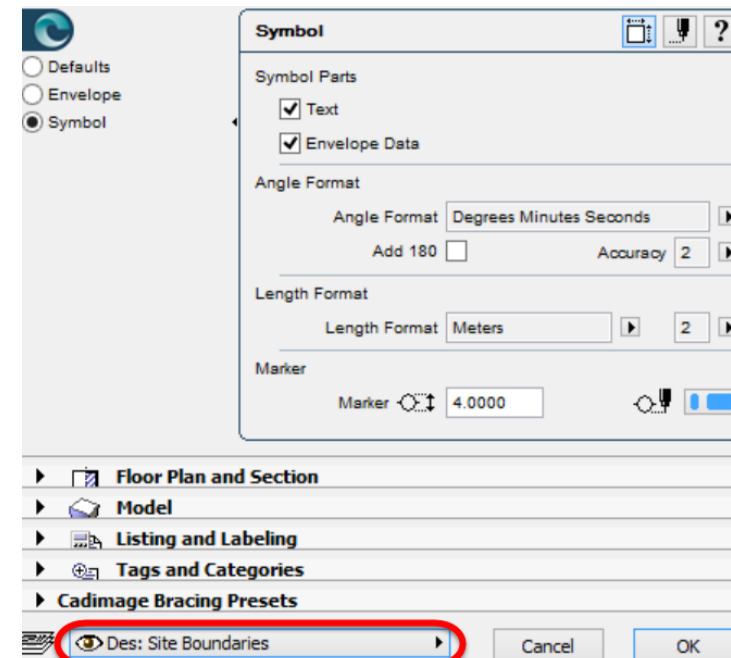 Symbol
?
Defaults
Envelope
Symbol
Symbol Parts
Text
Envelope Data
Angle Format
Angle Format Degrees Minutes Seconds
Add 180 Accuracy 2
Length Format
Length Format Meters 2
Marker
Marker 4.0000
Floor Plan and Section
Model
Listing and Labeling
Tags and Categories
Cadimage Bracing Presets
Des: Site Boundaries Cancel OK